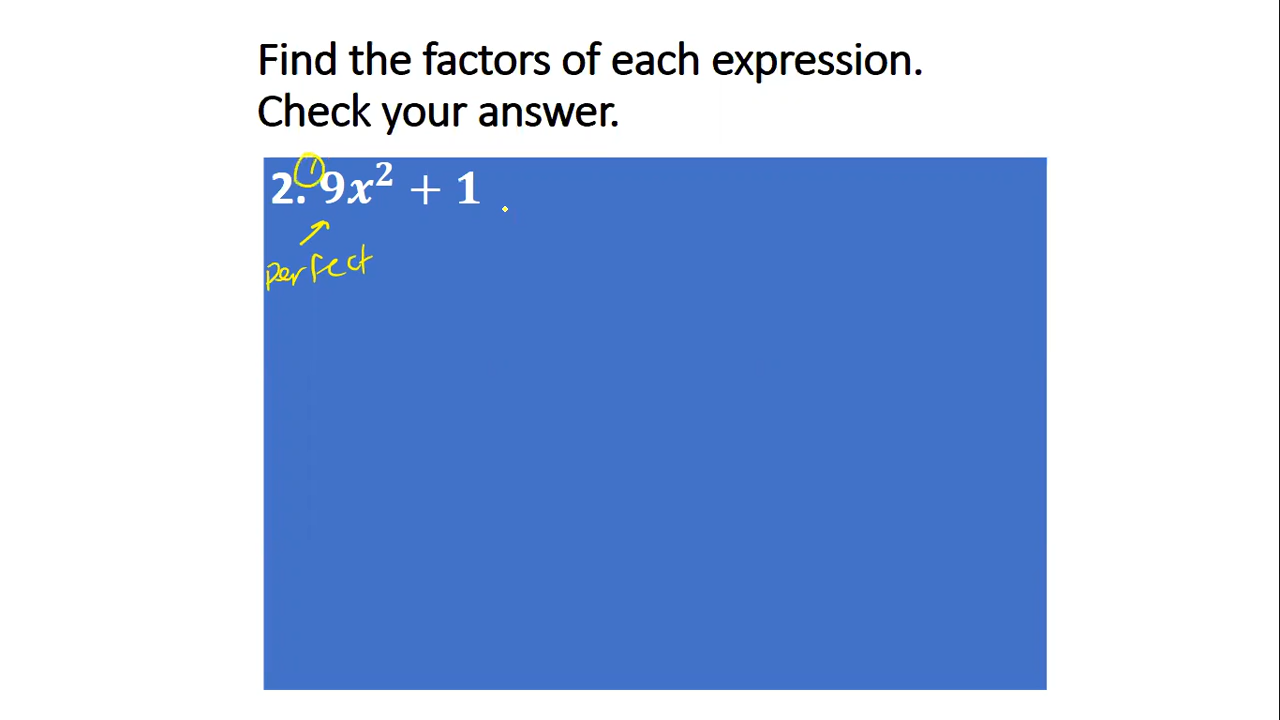 Find the factors of each expression.
Check your answer.
2. 9x² + 1
perfect